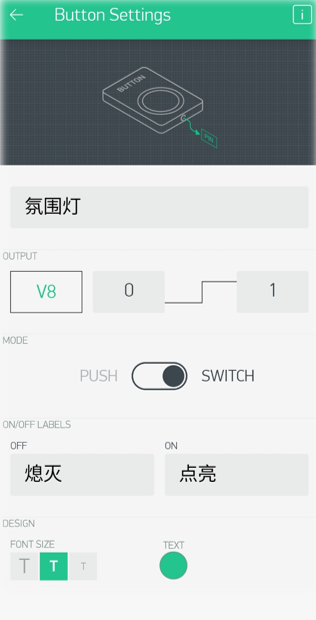 Button Settings
i
BUTTON
PIN
氛围灯
OUTPUT
V8 0 1
MODE
PUSH SWITCH
ON/OFF LABELS
OFF ON
熄灭 点亮
DESIGN
FONT SIZE TEXT
T T T